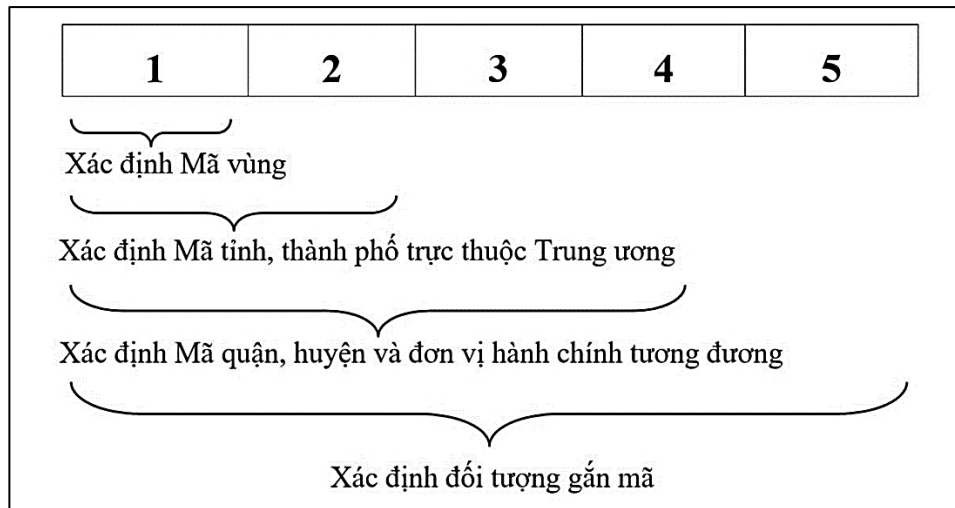 1 2 3 4 5
Xác định Mã vùng
Xác định Mã tỉnh, thành phố trực thuộc Trung ương
Xác định Mã quận, huyện và đơn vị hành chính tương đương
Xác định đối tượng gắn mã